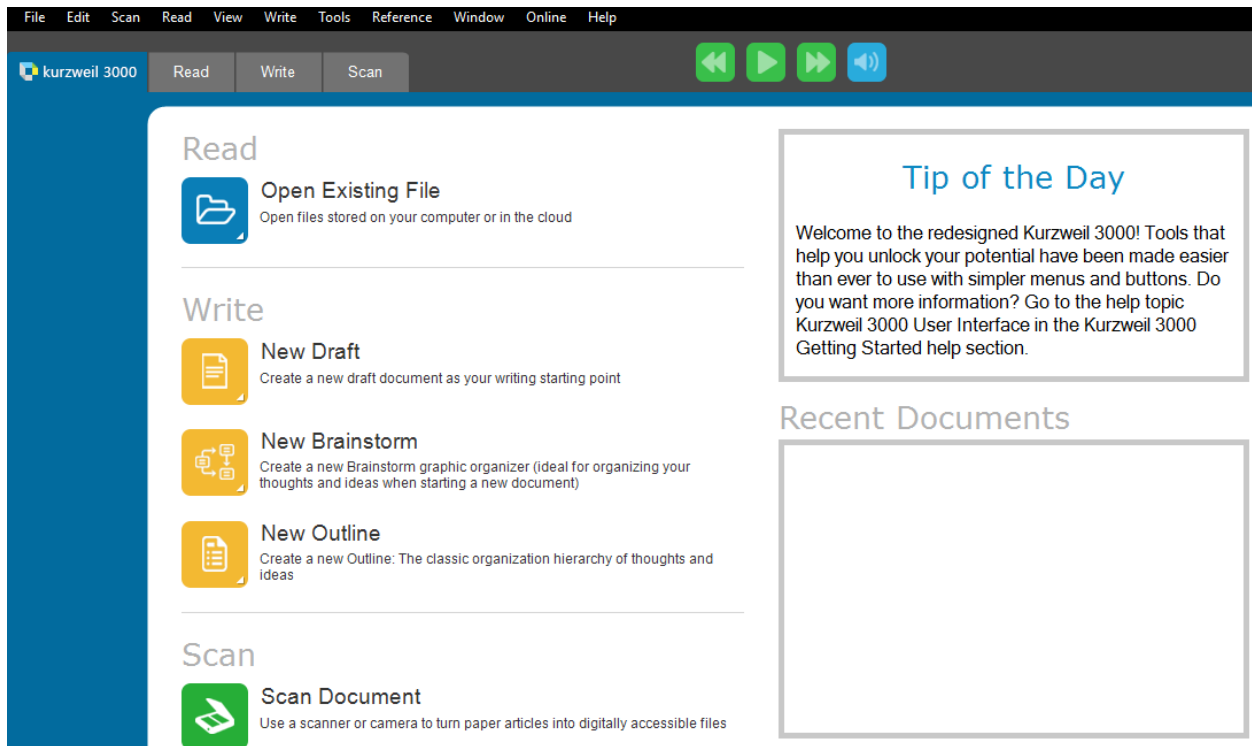 File Edit Scan Read View Write Tools Reference Window Online Help
kurzweil 3000 Read Write Scan
Read
Open Existing File
Open files stored on your computer or in the cloud
Write
New Draft
Create a new draft document as your writing starting point
New Brainstorm
Create a new Brainstorm graphic organizer (ideal for organizing your
thoughts and ideas when starting a new document)
New Outline
Create a new Outline: The classic organization hierarchy of thoughts and
ideas
Scan
Scan Document
Use a scanner or camera to turn paper articles into digitally accessible files
Tip of the Day
Welcome to the redesigned Kurzweil 3000! Tools that
help you unlock your potential have been made easier
than ever to use with simpler menus and buttons. Do
you want more information? Go to the help topic
Kurzweil 3000 User Interface in the Kurzweil 3000
Getting Started help section.
Recent Documents